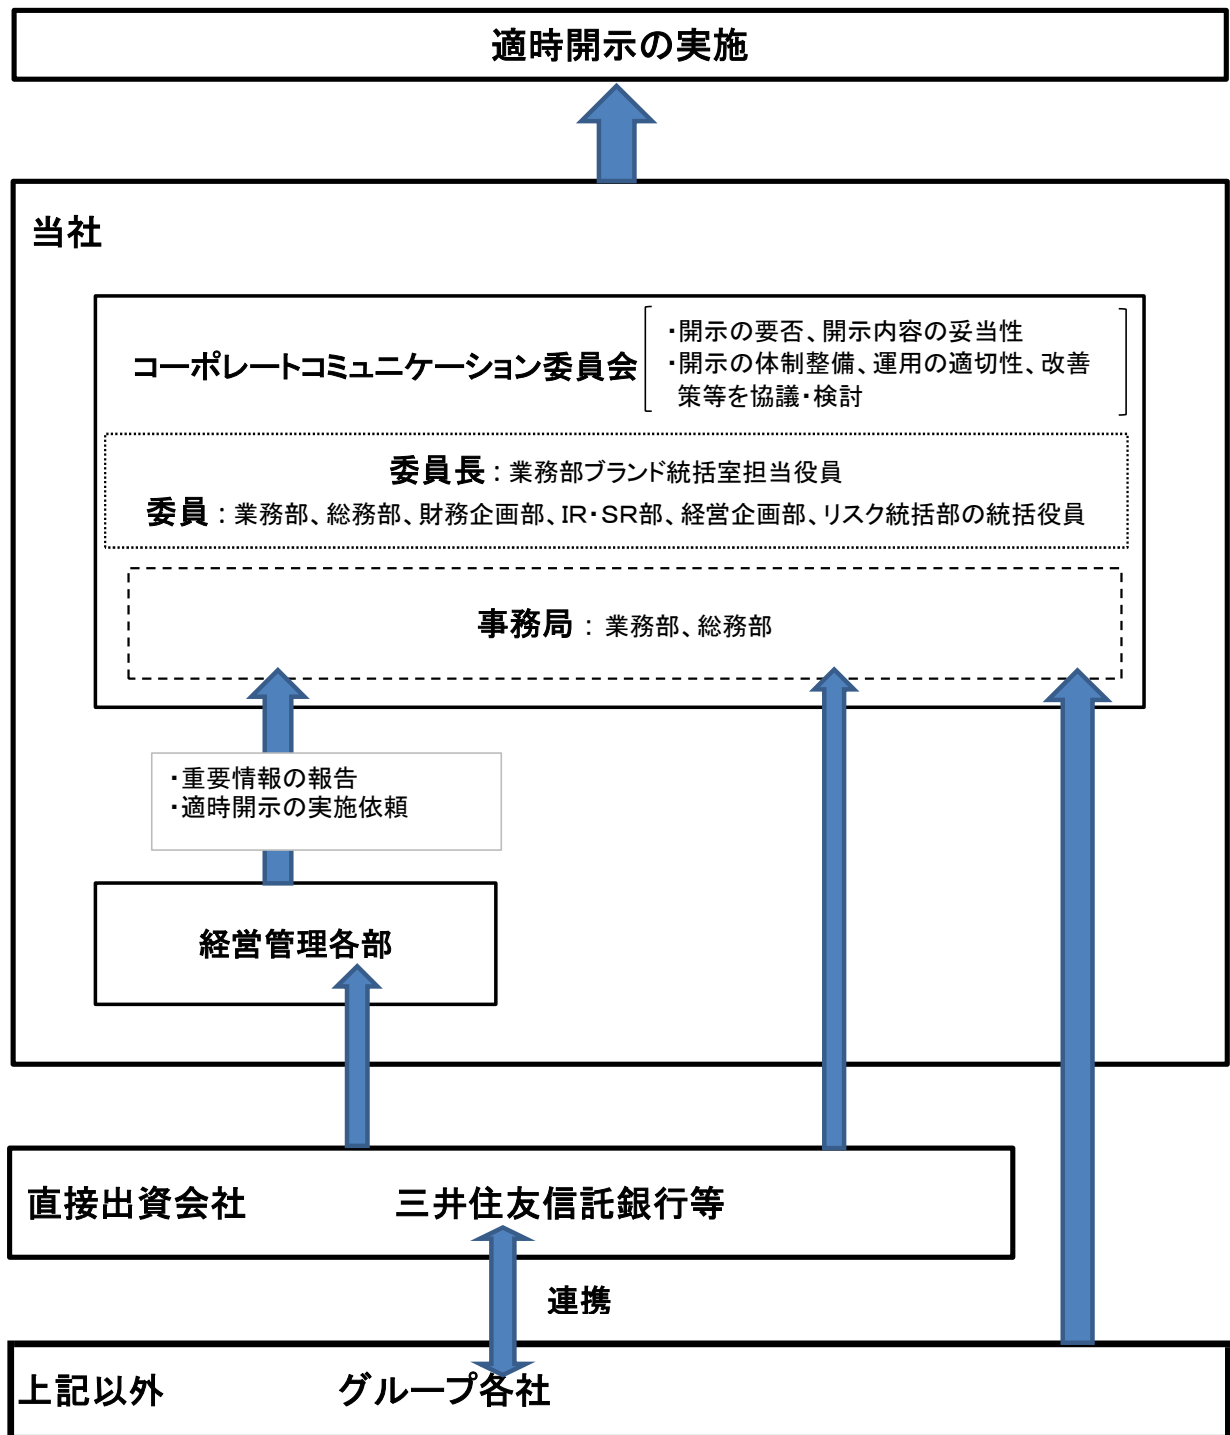 適時開示の実施
当社
コーポレートコミュニケーション委員会
・開示の要否、開示内容の妥当性
・開示の体制整備、運用の適切性、改善
策等を協議・検討
委員長：業務部ブランド統括室担当役員
委員：業務部、総務部、財務企画部、IR・SR部、経営企画部、リスク統括部の統括役員
事務局：業務部、総務部
・重要情報の報告
・適時開示の実施依頼
経営管理各部
直接出資会社 三井住友信託銀行等
連携
上記以外 グループ各社